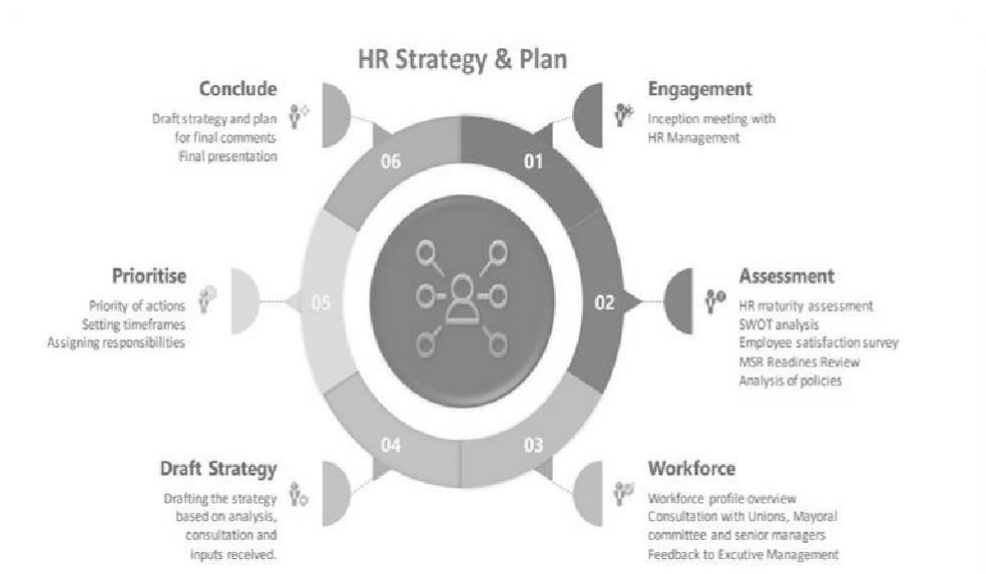 HR Strategy & Plan
01
Engagement
Inception meeting with
HR Management
02
Assessment
HR maturity assessment
SWOT analysis
Employee satisfaction survey
MSR Readines Review
Analysis of policies
03
Workforce
Workforce profile overview
Consultation with Unions, Mayoral
committee and senior managers
Feedback to Excutive Management
04
Draft Strategy
Drafting the strategy
based on analysis,
consultation and
inputs received.
05
Prioritise
Priority of actions
Setting timeframes
Assigning responsibilities
06
Conclude
Draft strategy and plan
for final comments
Final presentation